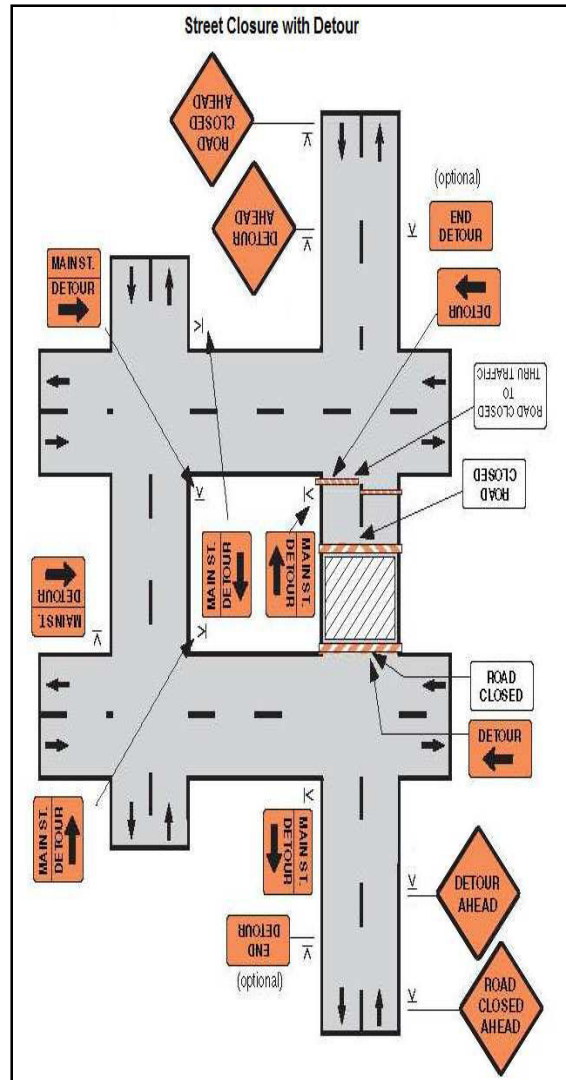 Street Closure with Detour
ROAD
CLOSED
AHEAD
DETOUR
AHEAD
(optional)
END
DETOUR
MAIN ST.
DETOUR
DETOUR
ROAD CLOSED
TO
THRU TRAFFIC
ROAD
CLOSED
MAIN ST.
DETOUR
MAIN ST.
DETOUR
MAIN ST.
DETOUR
ROAD
CLOSED
DETOUR
MAIN ST.
DETOUR
MAIN ST.
DETOUR
DETOUR
AHEAD
END
DETOUR
(optional)
ROAD
CLOSED
AHEAD